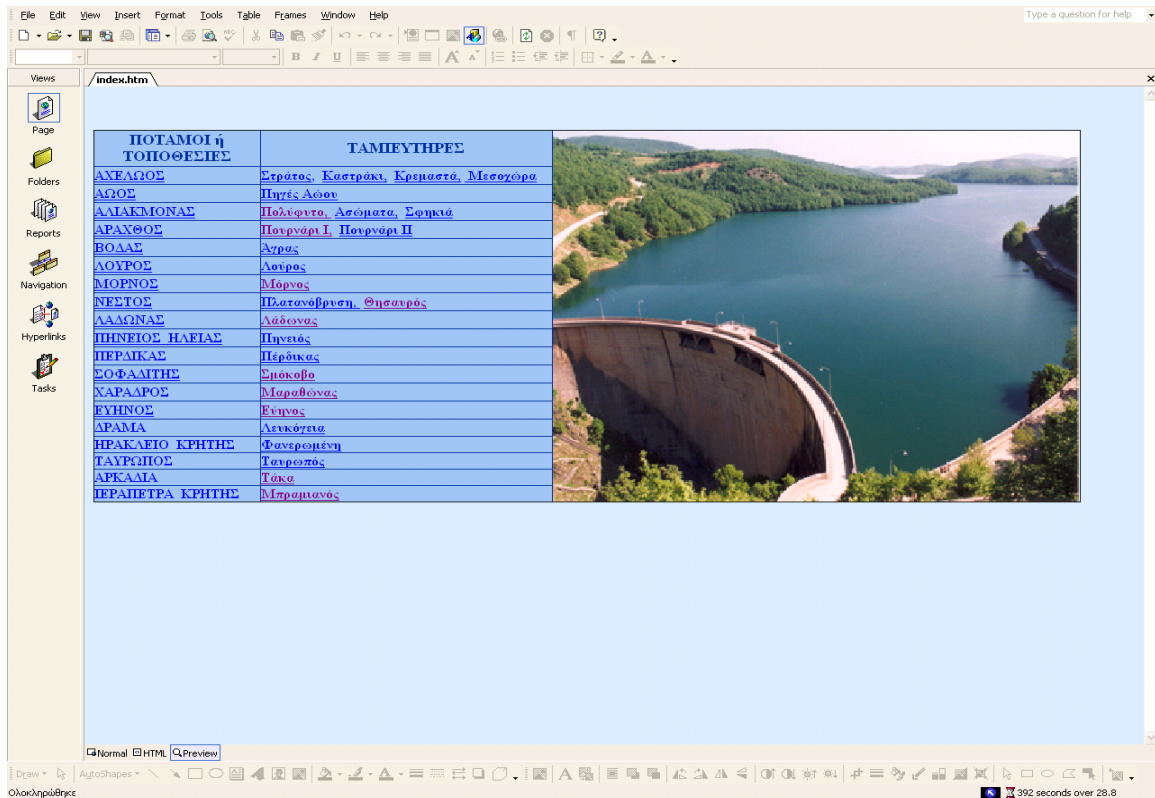 File Edit View Insert Format Tools Table Frames Window Help Type a question for help
Views /index.htm
Page
Folders
Reports
Navigation
Hyperlinks
Tasks
ΠΟΤΑΜΟΙ ή ΤΟΠΟΘΕΣΙΕΣ ΤΑΜΙΕΥΤΗΡΕΣ
ΑΧΕΛΩΟΣ Στράτος, Καστράκι, Κρεμαστά, Μεσοχώρα
ΑΩΟΣ Πηγές Αώου
ΑΛΙΑΚΜΟΝΑΣ Πολύφυτο, Ασώματα, Σφηκιά
ΑΡΑΧΘΟΣ Πουρνάρι Ι, Πουρνάρι ΙΙ
ΒΟΔΑΣ Άγρας
ΛΟΥΡΟΣ Λούρος
ΜΟΡΝΟΣ Μόρνος
ΝΕΣΤΟΣ Πλατανόβρυση, Θησαυρός
ΛΑΔΩΝΑΣ Λάδωνας
ΠΗΝΕΙΟΣ ΗΛΕΙΑΣ Πηνειός
ΠΕΡΔΙΚΑΣ Πέρδικας
ΣΟΦΑΔΙΤΗΣ Σμόκοβο
ΧΑΡΑΔΡΟΣ Μαραθώνας
ΕΥΗΝΟΣ Εύηνος
ΔΡΑΜΑ Λευκόγεια
ΗΡΑΚΛΕΙΟ ΚΡΗΤΗΣ Φανερωμένη
ΤΑΥΡΩΠΟΣ Ταυρωπός
ΑΡΚΑΔΙΑ Τάκα
ΙΕΡΑΠΕΤΡΑ ΚΡΗΤΗΣ Μπραμιανός
Normal HTML Preview
Draw AutoShapes
Ολοκληρώθηκε 392 seconds over 28.8